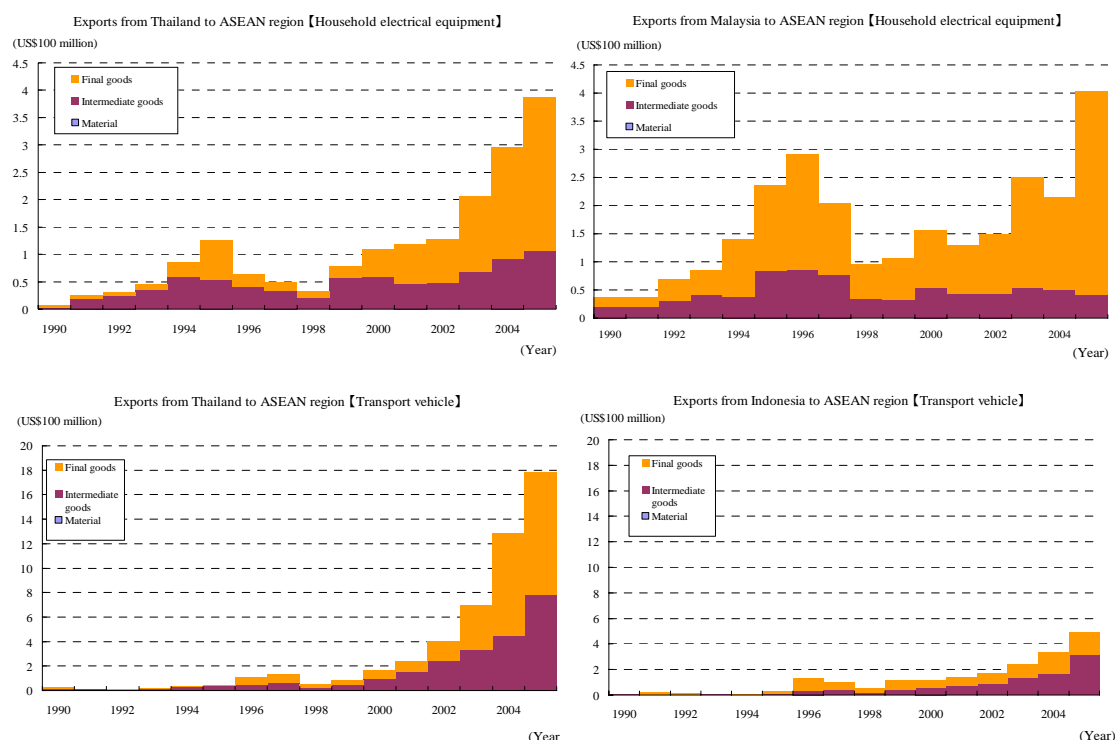 Exports from Thailand to ASEAN region【Household electrical equipment】
(US$100 million)
4.5
4
3.5
3
2.5
2
1.5
1
0.5
0
Final goods
Intermediate goods
Material
1990 1992 1994 1996 1998 2000 2002 2004
(Year)
Exports from Malaysia to ASEAN region【Household electrical equipment】
(US$100 million)
4.5
4
3.5
3
2.5
2
1.5
1
0.5
0
Final goods
Intermediate goods
Material
1990 1992 1994 1996 1998 2000 2002 2004
(Year)
Exports from Thailand to ASEAN region【Transport vehicle】
(US$100 million)
20
18
16
14
12
10
8
6
4
2
0
Final goods
Intermediate
goods
Material
1990 1992 1994 1996 1998 2000 2002 2004
(Year
Exports from Indonesia to ASEAN region【Transport vehicle】
(US$100 million)
20
18
16
14
12
10
8
6
4
2
0
Final goods
Intermediate
goods
Material
1990 1992 1994 1996 1998 2000 2002 2004
(Year)